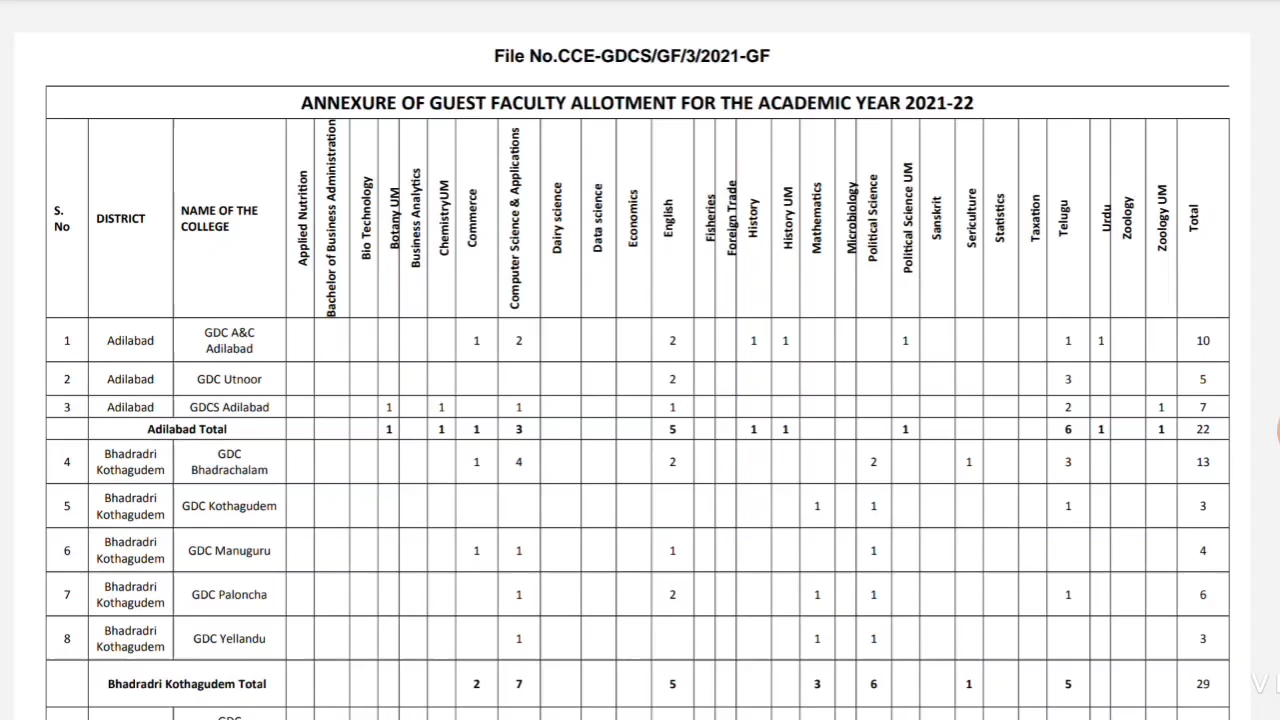 File No.CCE-GDCS/GF/3/2021-GF
ANNEXURE OF GUEST FACULTY ALLOTMENT FOR THE ACADEMIC YEAR 2021-22
S. No DISTRICT NAME OF THE COLLEGE Applied Nutrition Bachelor of Business Administration Bio Technology Botany UM Business Analytics ChemistryUM Commerce Computer Science & Applications Dairy science Data science Economics English Fisheries Foreign Trade History History UM Mathematics Microbiology Political Science Political Science UM Sanskrit Sericulture Statistics Taxation Telugu Urdu Zoology Zoology UM Total
1 Adilabad GDC A&C Adilabad 1 2 2 1 1 1 1 1 10
2 Adilabad GDC Utnoor 2 3 5
3 Adilabad GDCS Adilabad 1 1 1 1 2 1 7
Adilabad Total 1 1 1 3 5 1 1 1 6 1 1 22
4 Bhadradri Kothagudem GDC Bhadrachalam 1 4 2 2 1 3 13
5 Bhadradri Kothagudem GDC Kothagudem 1 1 1 3
6 Bhadradri Kothagudem GDC Manuguru 1 1 1 1 4
7 Bhadradri Kothagudem GDC Paloncha 1 2 1 1 1 6
8 Bhadradri Kothagudem GDC Yellandu 1 1 1 3
Bhadradri Kothagudem Total 2 7 5 3 6 1 5 29